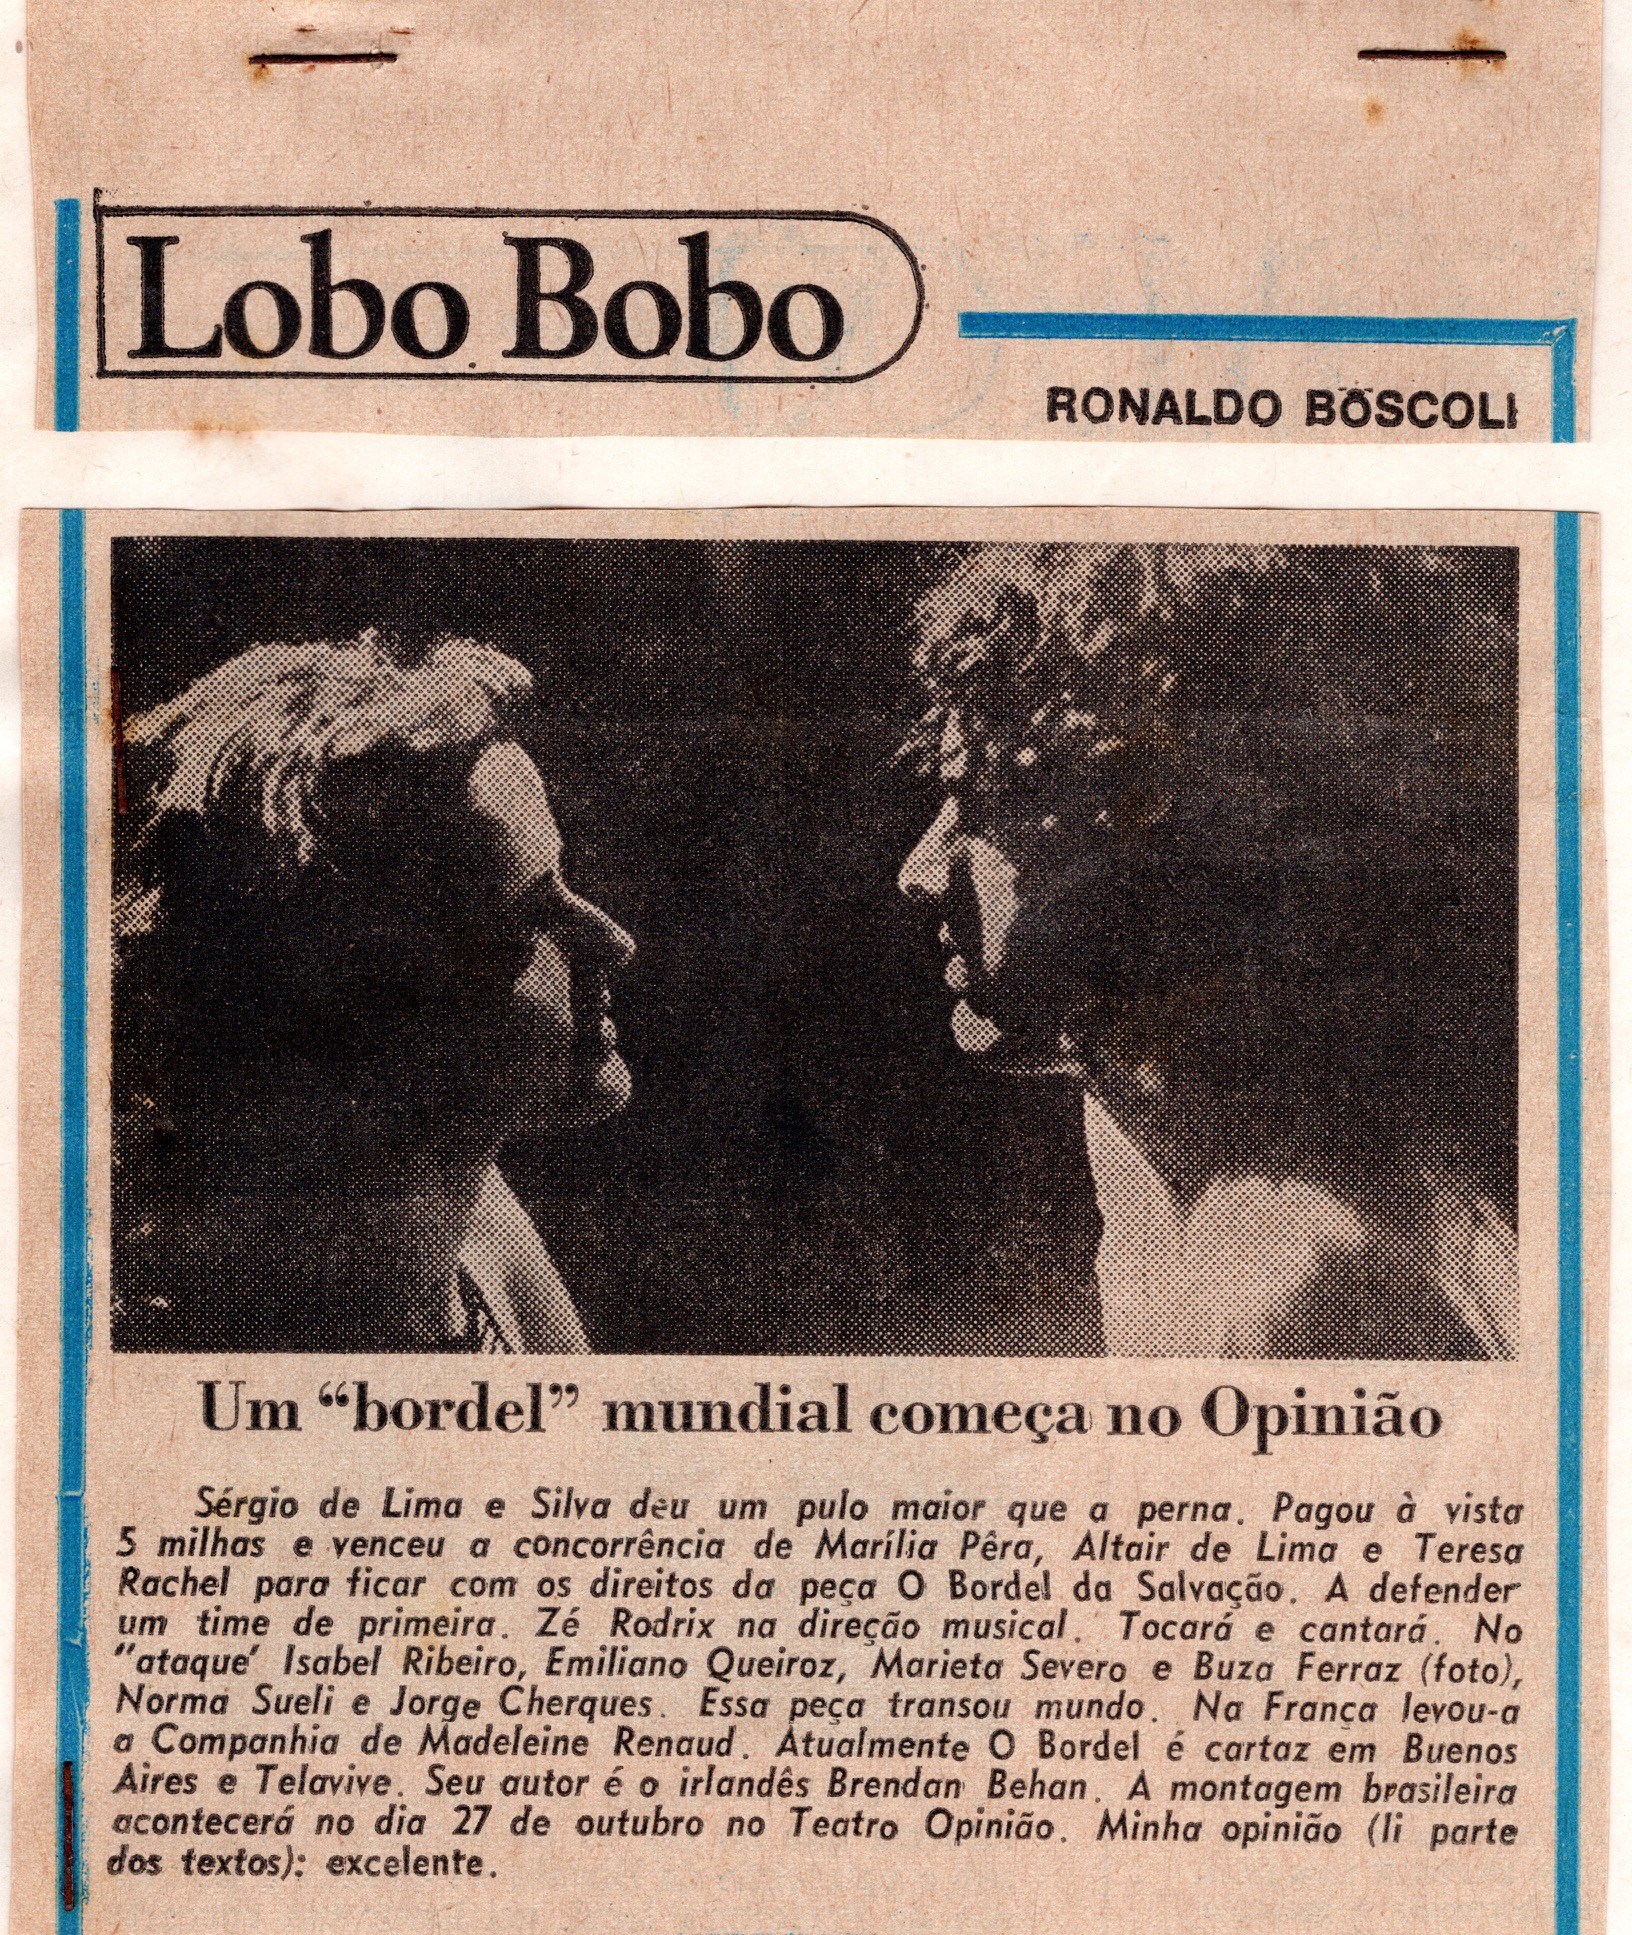 Lobo Bobo
RONALDO BÔSCOLI
Um “bordel” mundial começa no Opinião
Sérgio de Lima e Silva deu um pulo maior que a perna. Pagou à vista
5 milhas e venceu a concorrência de Marília Pêra, Altair de Lima e Teresa
Rachel para ficar com os direitos da peça O Bordel da Salvação. A defender
um time de primeira. Zé Rodrix na direção musical. Tocará e cantará. No
"ataque' Isabel Ribeiro, Emiliano Queiroz, Marieta Severo e Buza Ferraz (foto),
Norma Sueli e Jorge Cherques. Essa peça transou mundo. Na França levou-a
a Companhia de Madeleine Renaud. Atualmente O Bordel é cartaz em Buenos
Aires e Telavive. Seu autor é o irlandês Brendan Behan. A montagem brasileira
acontecerá no dia 27 de outubro no Teatro Opinião. Minha opinião (li parte
dos textos): excelente.